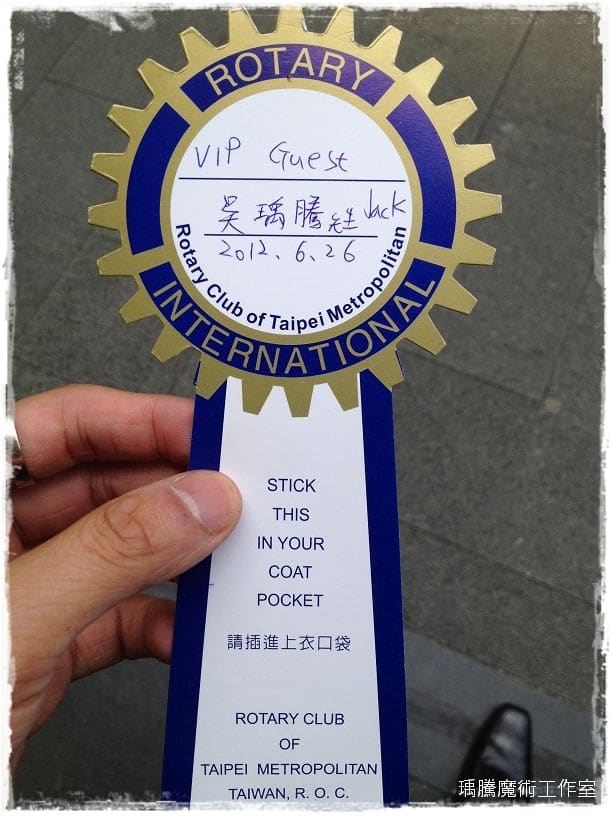 ROTARY
VIP Guest
吳瑀騰先生 Jack
2012.6.26
Rotary Club of Taipei Metropolitan
INTERNATIONAL
STICK
THIS
IN YOUR
COAT
POCKET
請插進上衣口袋
ROTARY CLUB
OF
TAIPEI METROPOLITAN
TAIWAN, R. O. C.
瑀騰魔術工作室